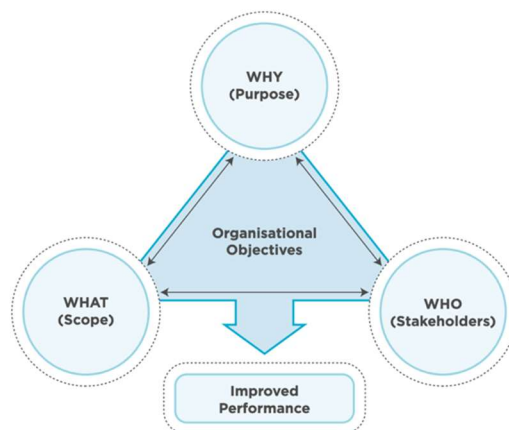 WHY
(Purpose)
Organisational
Objectives
WHAT
(Scope)
WHO
(Stakeholders)
Improved
Performance